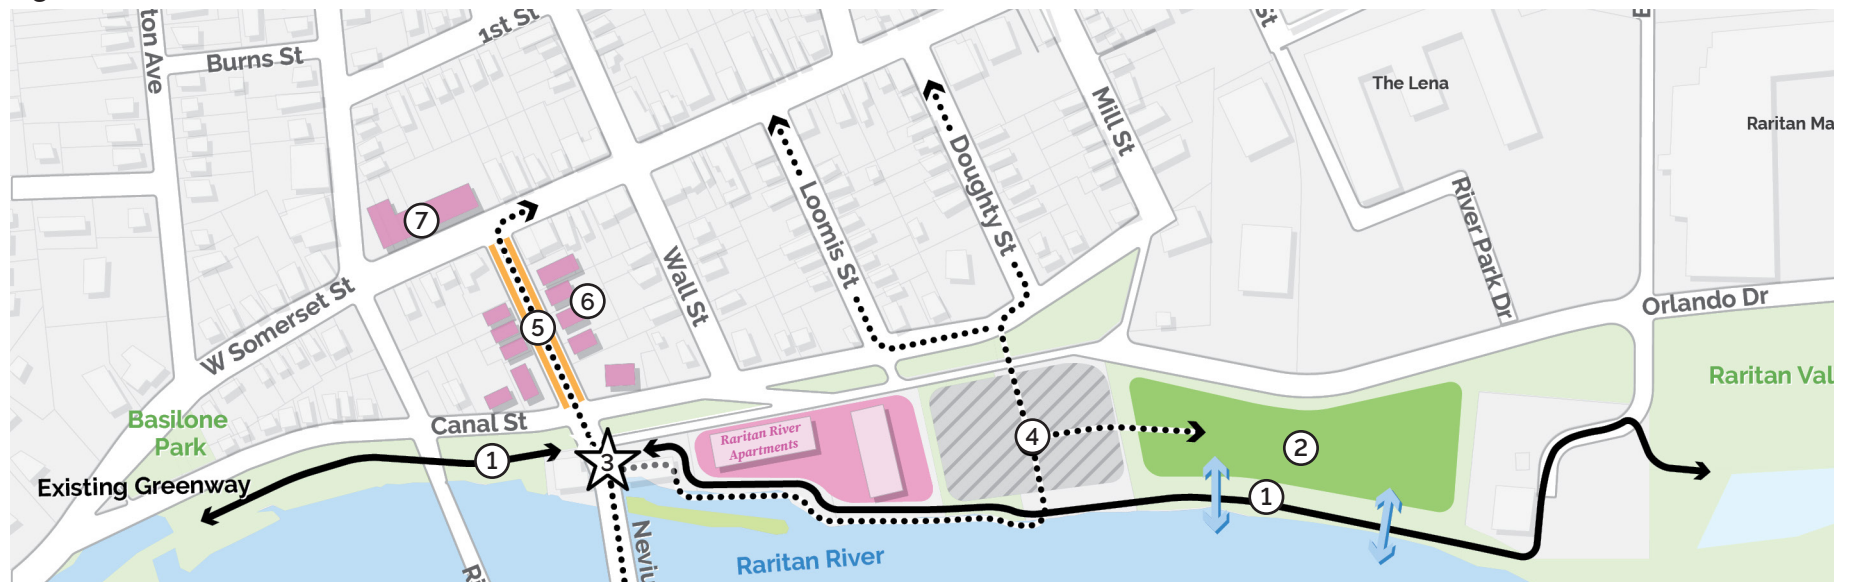 ton Ave
Burns St
1st St
St
The Lena
Raritan Ma
Mill St
Doughty St
Loomis St
River Park Dr
7
Wall St
6
5
W Somerset St
Orlando Dr
Raritan Val
Basilone
Park
Canal St
Raritan River
Apartments
1
3
4
2
Existing Greenway
1
Neviu
Raritan River
Ri